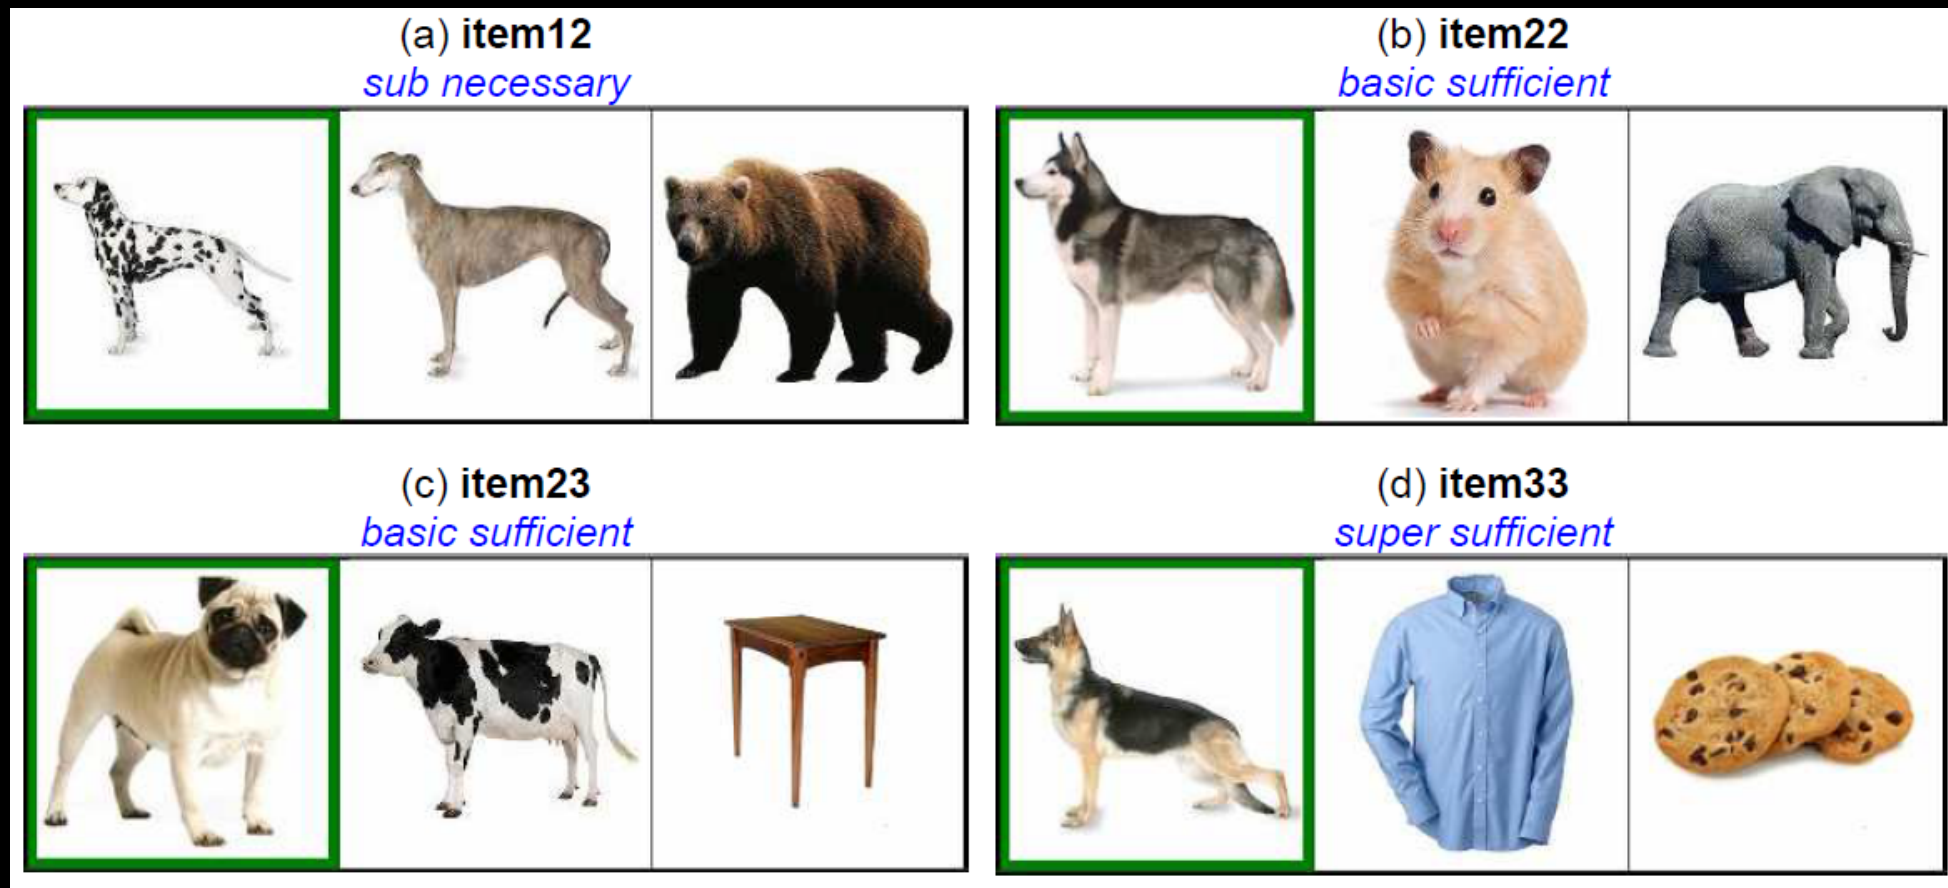 (a) item12
sub necessary
(b) item22
basic sufficient
(c) item23
basic sufficient
(d) item33
super sufficient